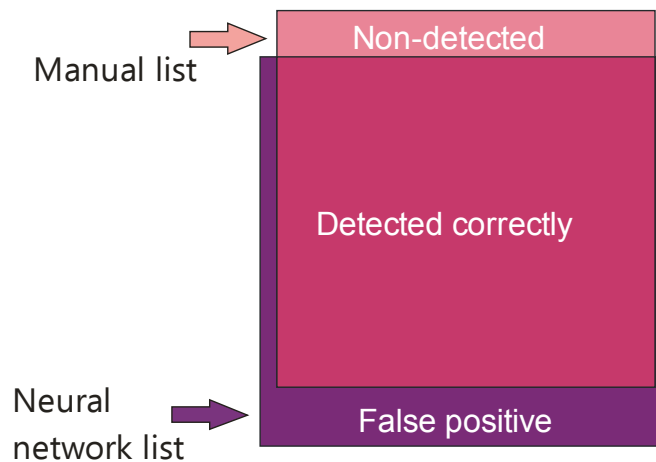 Non-detected
Manual list
Detected correctly
Neural
network list
False positive